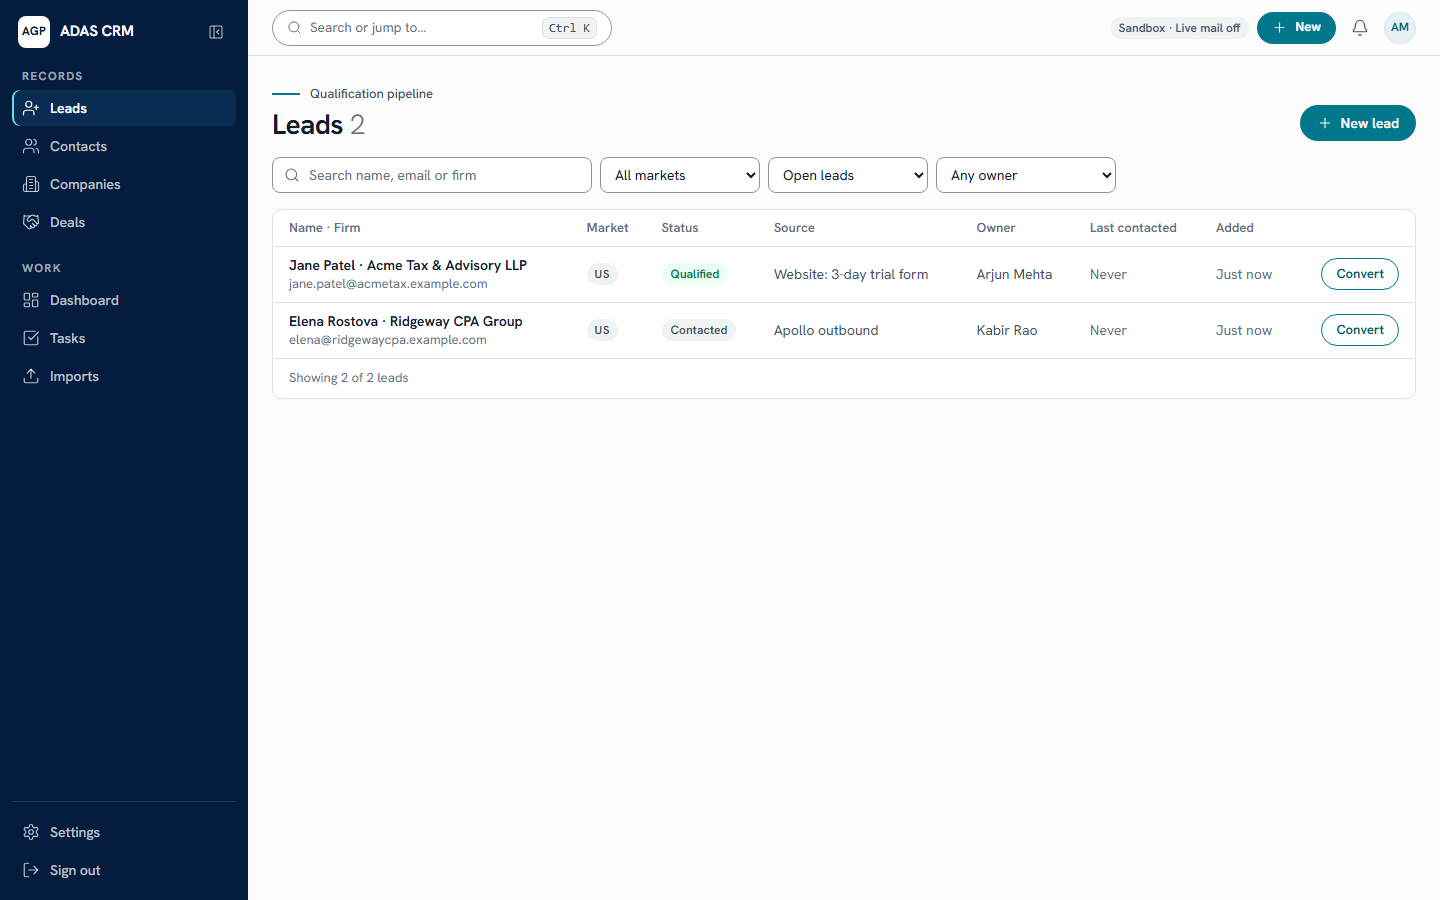 AGP ADAS CRM
RECORDS
Leads
Contacts
Companies
Deals
WORK
Dashboard
Tasks
Imports
Settings
Sign out
Search or jump to... Ctrl K
Sandbox · Live mail off
+ New
AM
Qualification pipeline
Leads 2
+ New lead
Search name, email or firm
All markets
Open leads
Any owner
Name · Firm Market Status Source Owner Last contacted Added
Jane Patel · Acme Tax & Advisory LLP
jane.patel@acmetax.example.com
US Qualified Website: 3-day trial form Arjun Mehta Never Just now Convert
Elena Rostova · Ridgeway CPA Group
elena@ridgewaycpa.example.com
US Contacted Apollo outbound Kabir Rao Never Just now Convert
Showing 2 of 2 leads